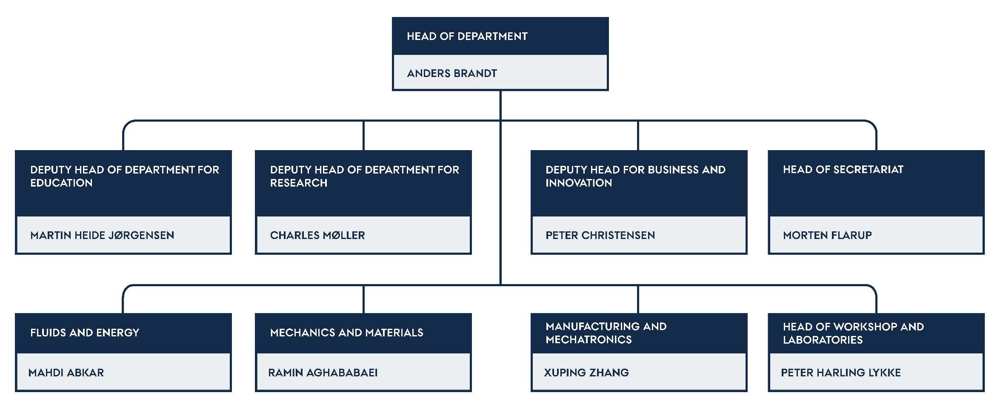 HEAD OF DEPARTMENT
ANDERS BRANDT
DEPUTY HEAD OF DEPARTMENT FOR
EDUCATION
MARTIN HEIDE JØRGENSEN
DEPUTY HEAD OF DEPARTMENT FOR
RESEARCH
CHARLES MØLLER
DEPUTY HEAD FOR BUSINESS AND
INNOVATION
PETER CHRISTENSEN
HEAD OF SECRETARIAT
MORTEN FLARUP
FLUIDS AND ENERGY
MAHDI ABKAR
MECHANICS AND MATERIALS
RAMIN AGHABABAEI
MANUFACTURING AND
MECHATRONICS
XUPING ZHANG
HEAD OF WORKSHOP AND
LABORATORIES
PETER HARLING LYKKE